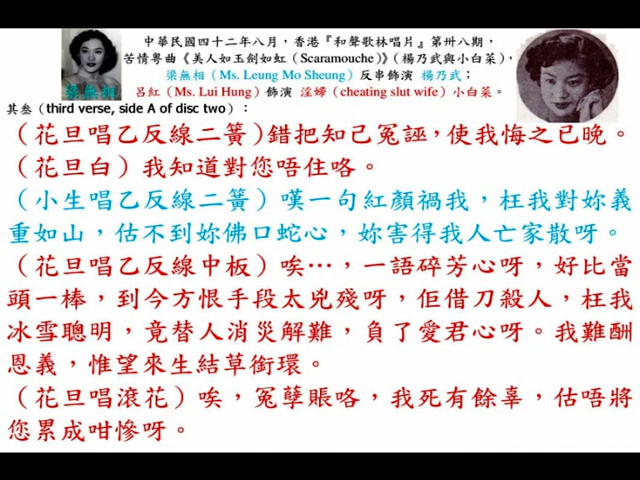 中華民國四十二年八月，香港『和聲歌林唱片』第卅八期，
苦情粵曲《美人如玉劍如虹（Scaramouche）》（楊乃武與小白菜），
梁無相（Ms. Leung Mo Sheung）反串飾演 楊乃武；
呂紅（Ms. Lui Hung）飾演 淫婦（cheating slut wife）小白菜。
梁無相
其叁（third verse, side A of disc two）：
（花旦唱乙反線二簧）錯把知己冤誣，使我悔之已晚。
（花旦白）我知道對您唔住咯。
（小生唱乙反線二簧）嘆一句紅顏禍我，枉我對妳義
重如山，估不到妳佛口蛇心，妳害得我人亡家散呀。
（花旦唱乙反線中板）唉…，一語碎芳心呀，好比當
頭一棒，到今方恨手段太兇殘呀，佢借刀殺人，枉我
冰雪聰明，竟替人消災解難，負了愛君心呀。我難酬
恩義，惟望來生結草銜環。
（花旦唱滾花）唉，冤孽賬咯，我死有餘辜，估唔將
您累成咁慘呀。